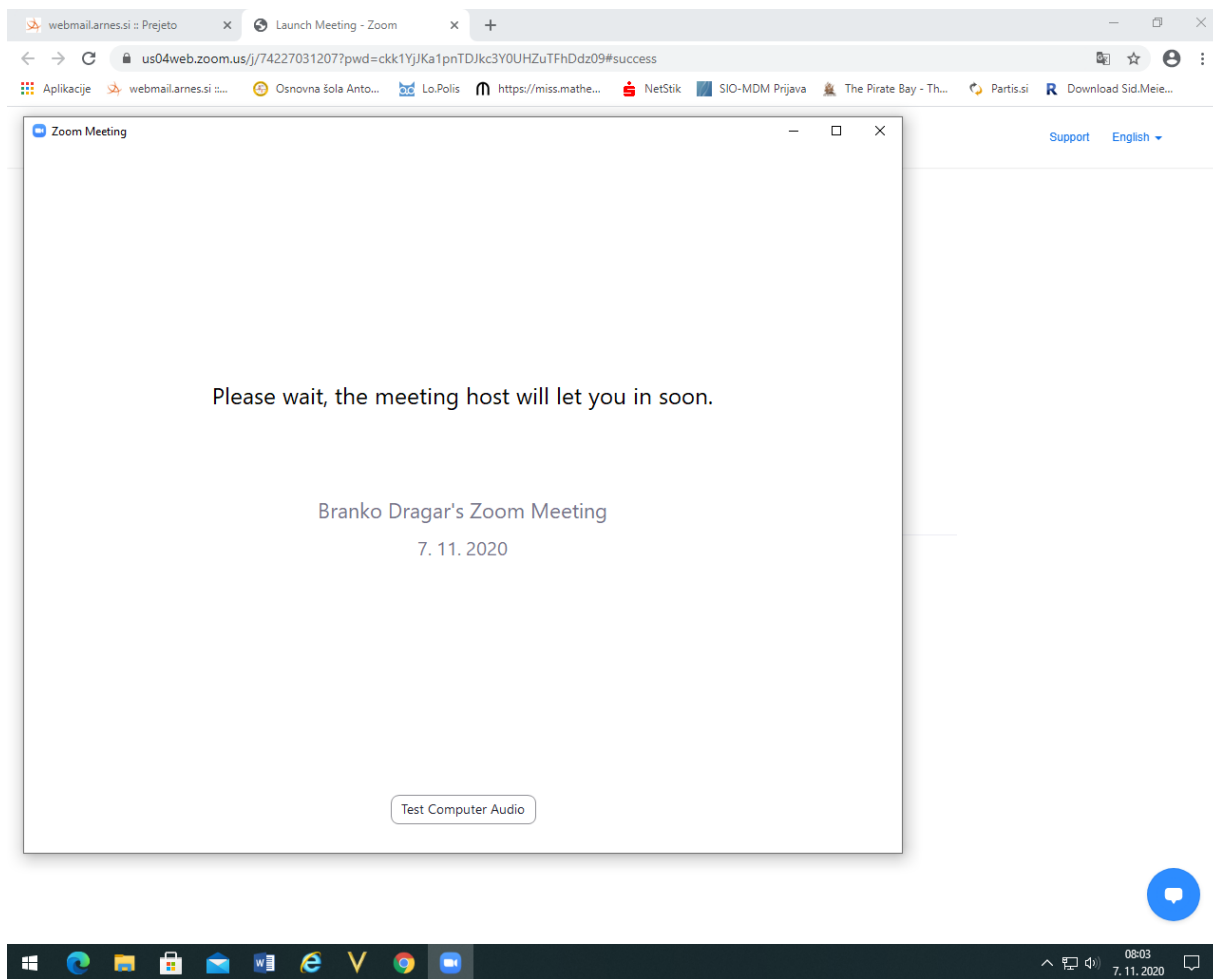 webmail.arnes.si :: Prejeto
Launch Meeting - Zoom
us04web.zoom.us/j/74227031207?pwd=ckk1YjJKa1pnTDJkc3Y0UHZuTFhDdz09#success
Aplikacije
webmail.arnes.si ::...
Osnovna šola Anto...
Lo.Polis
https://miss.mathe...
NetStik
SIO-MDM Prijava
The Pirate Bay - Th...
Partis.si
Download Sid.Meie...
Zoom Meeting
Support
English
Please wait, the meeting host will let you in soon.
Branko Dragar's Zoom Meeting
7. 11. 2020
Test Computer Audio
08:03
7. 11. 2020